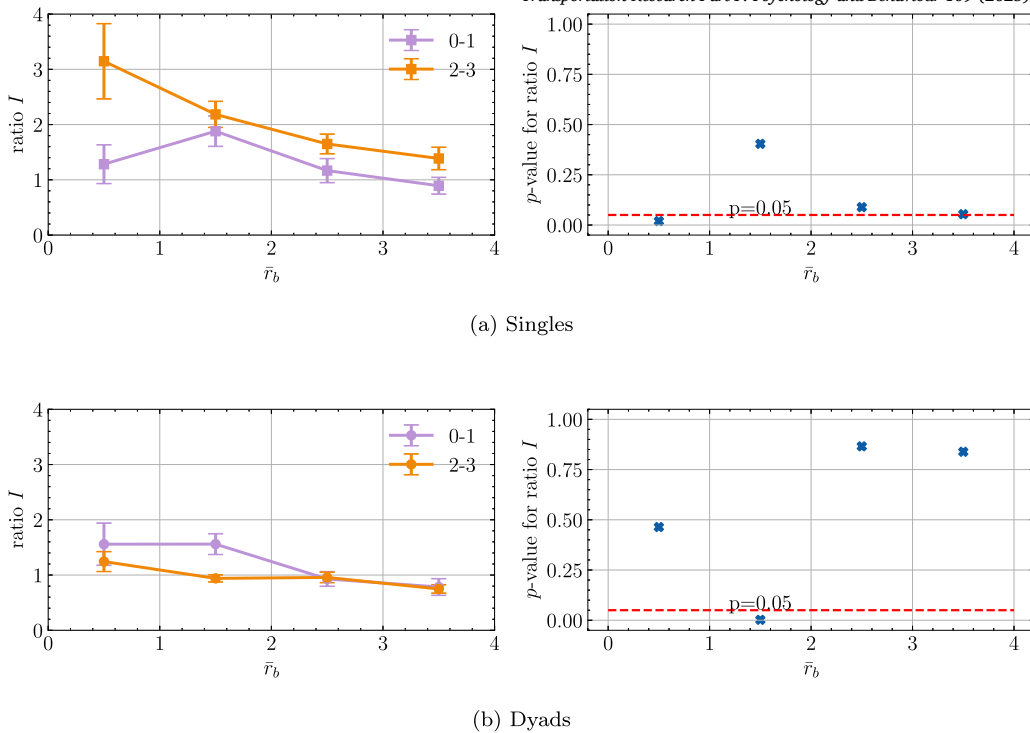 4
3
2
1
0
0 1 2 3 4
ratio I
r̄_b
0-1
2-3
1.00
0.75
0.50
0.25
0.00
0 1 2 3 4
p-value for ratio I
p=0.05
r̄_b
(a) Singles
4
3
2
1
0
0 1 2 3 4
ratio I
r̄_b
0-1
2-3
1.00
0.75
0.50
0.25
0.00
0 1 2 3 4
p-value for ratio I
p=0.05
r̄_b
(b) Dyads